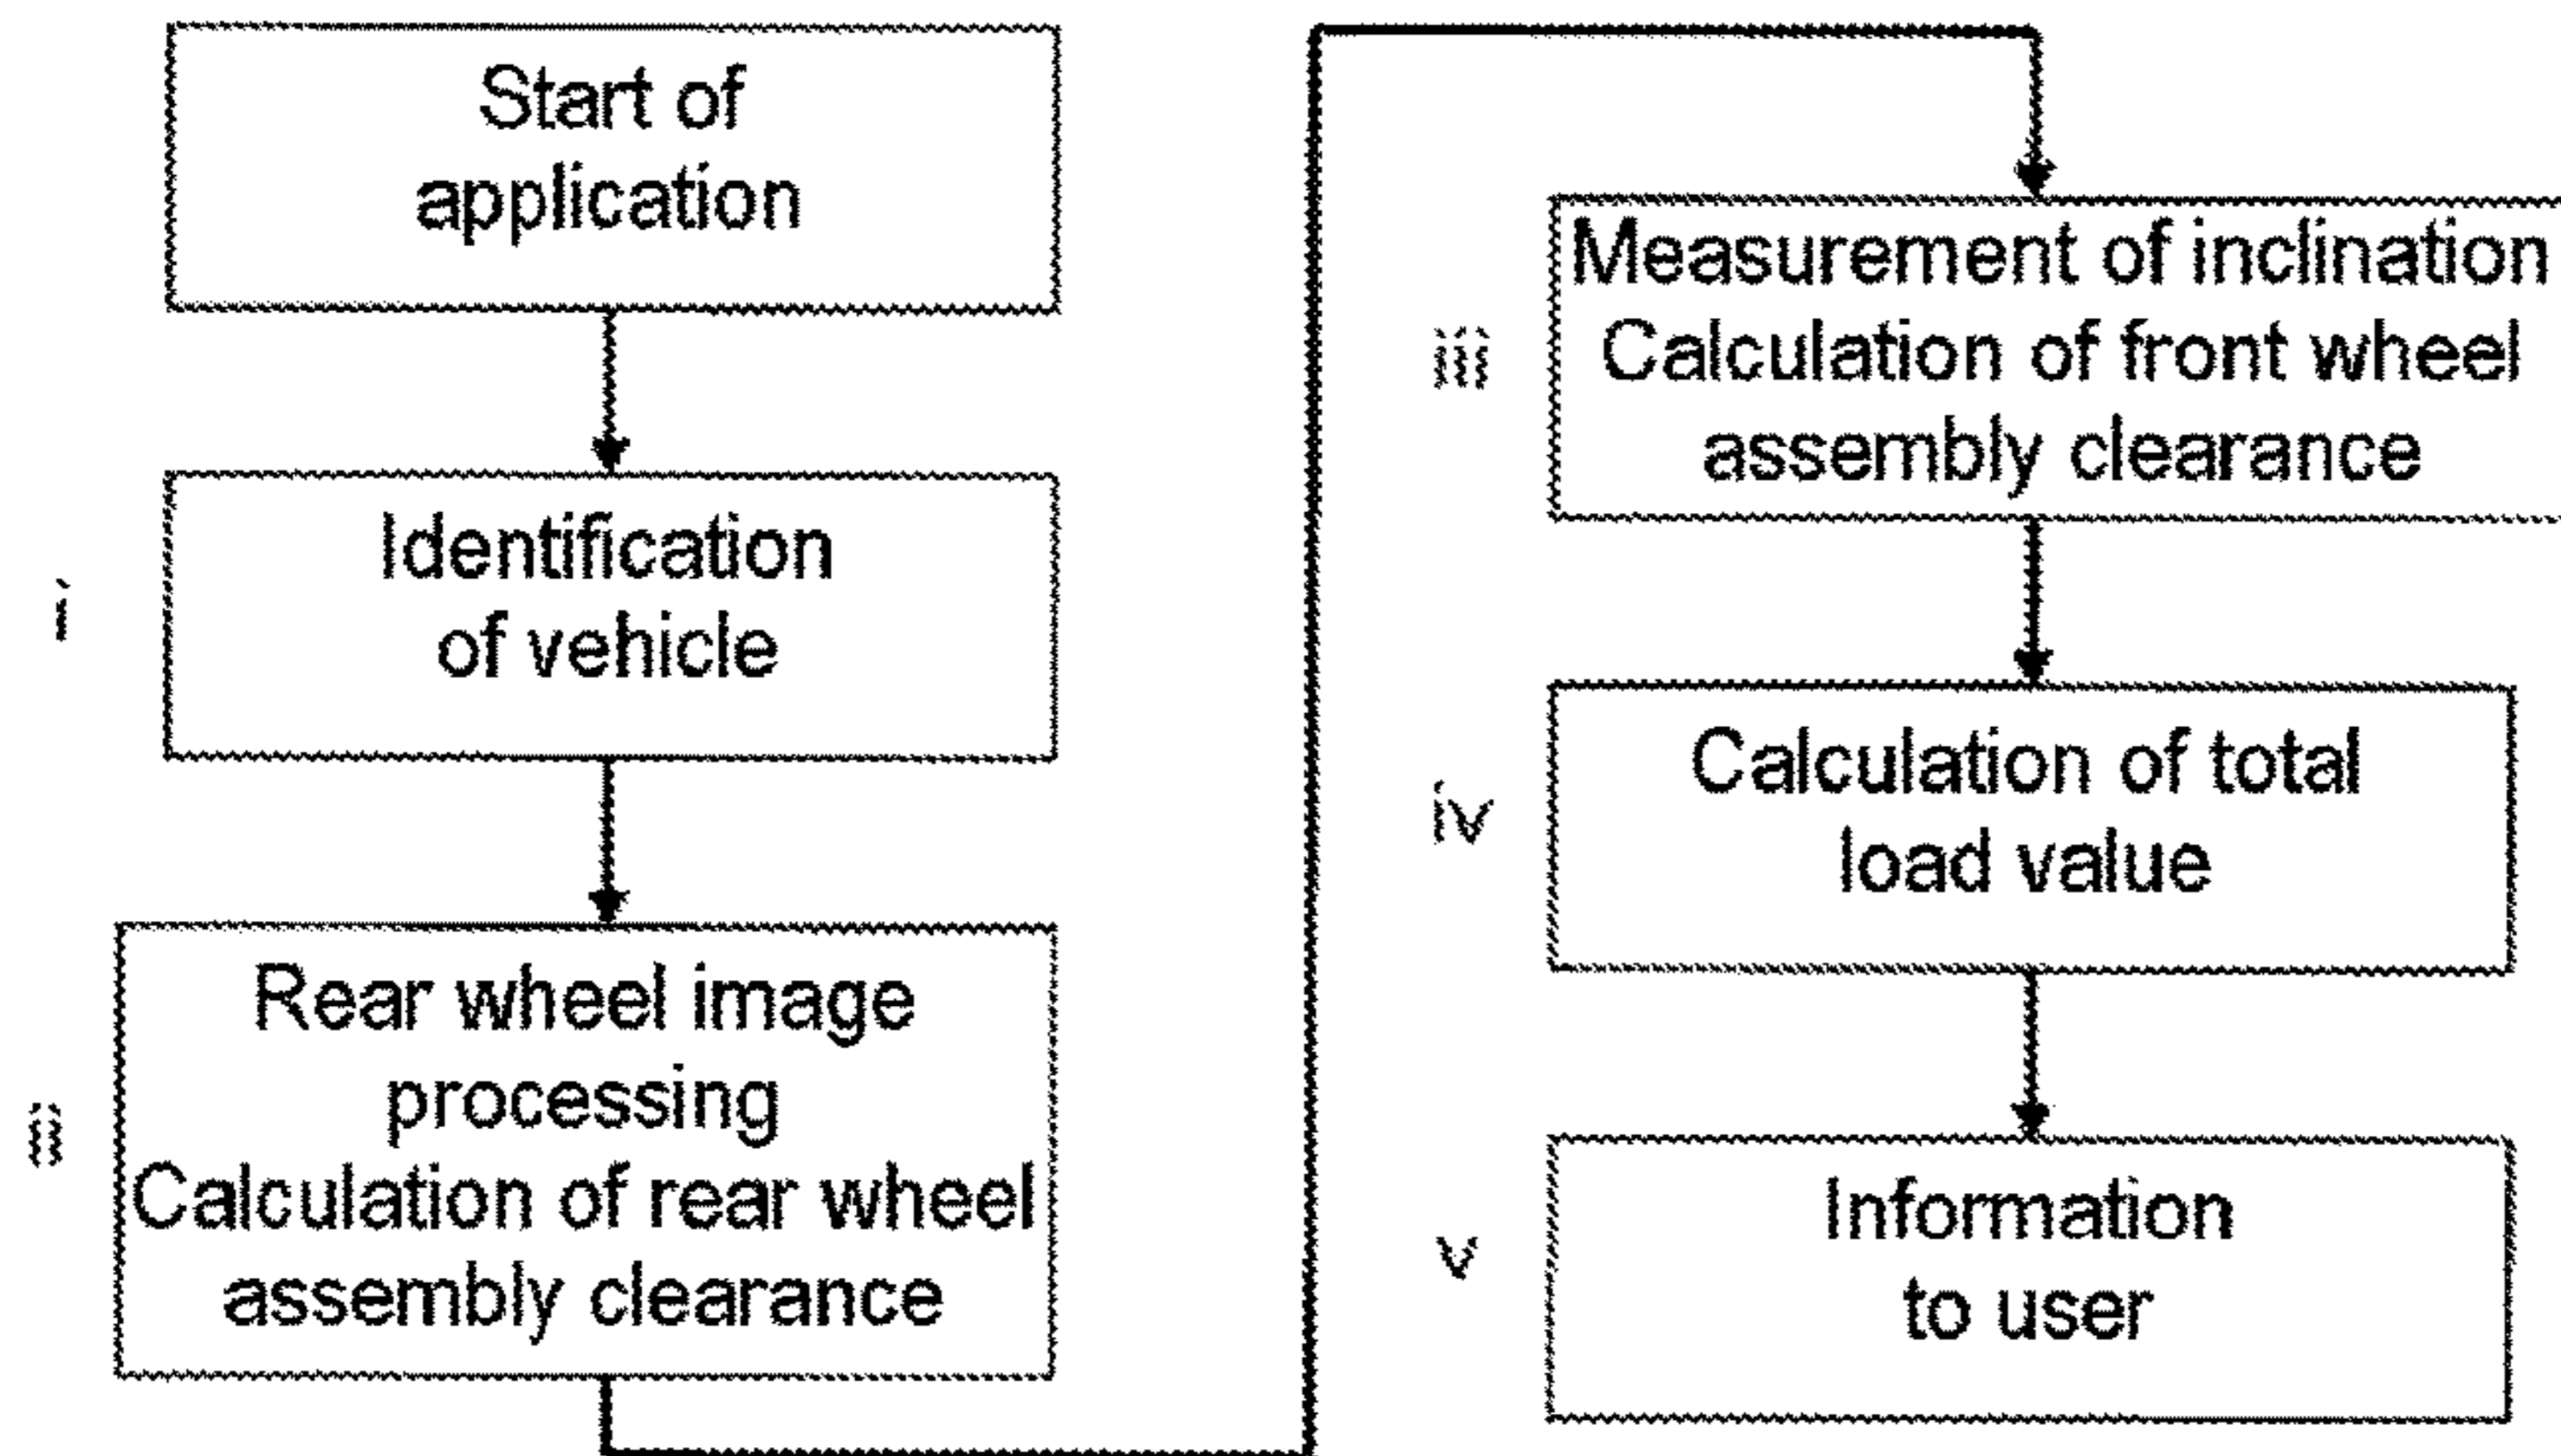 Start of
application
i
Identification
of vehicle
ii
Rear wheel image
processing
Calculation of rear wheel
assembly clearance
iii
Measurement of inclination
Calculation of front wheel
assembly clearance
iv
Calculation of total
load value
v
Information
to user